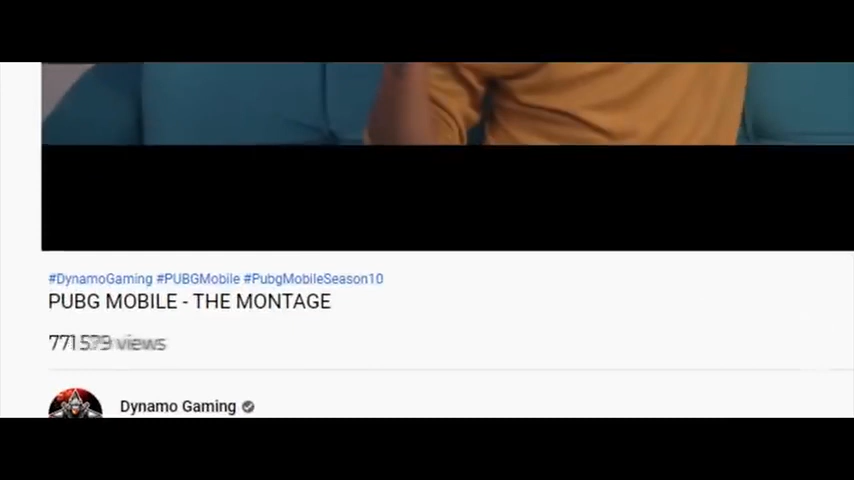 #DynamoGaming #PUBGMobile #PubgMobileSeason10
PUBG MOBILE - THE MONTAGE
views
Dynamo Gaming